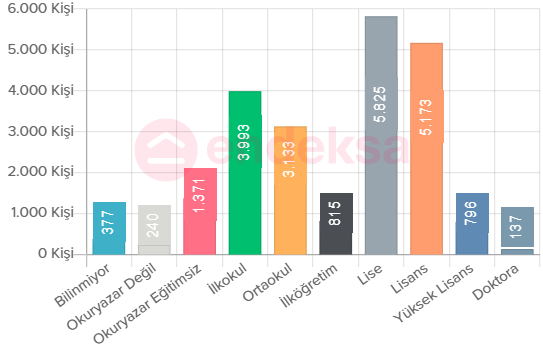 6.000 Kişi
5.000 Kişi
4.000 Kişi
3.000 Kişi
2.000 Kişi
1.000 Kişi
0 Kişi
377
240
1.371
3.993
3.133
815
5.825
5.173
796
137
endeksa
Bilinmiyor
Okuryazar Değil
Okuryazar Eğitimsiz
İlkokul
Ortaokul
İlköğretim
Lise
Lisans
Yüksek Lisans
Doktora